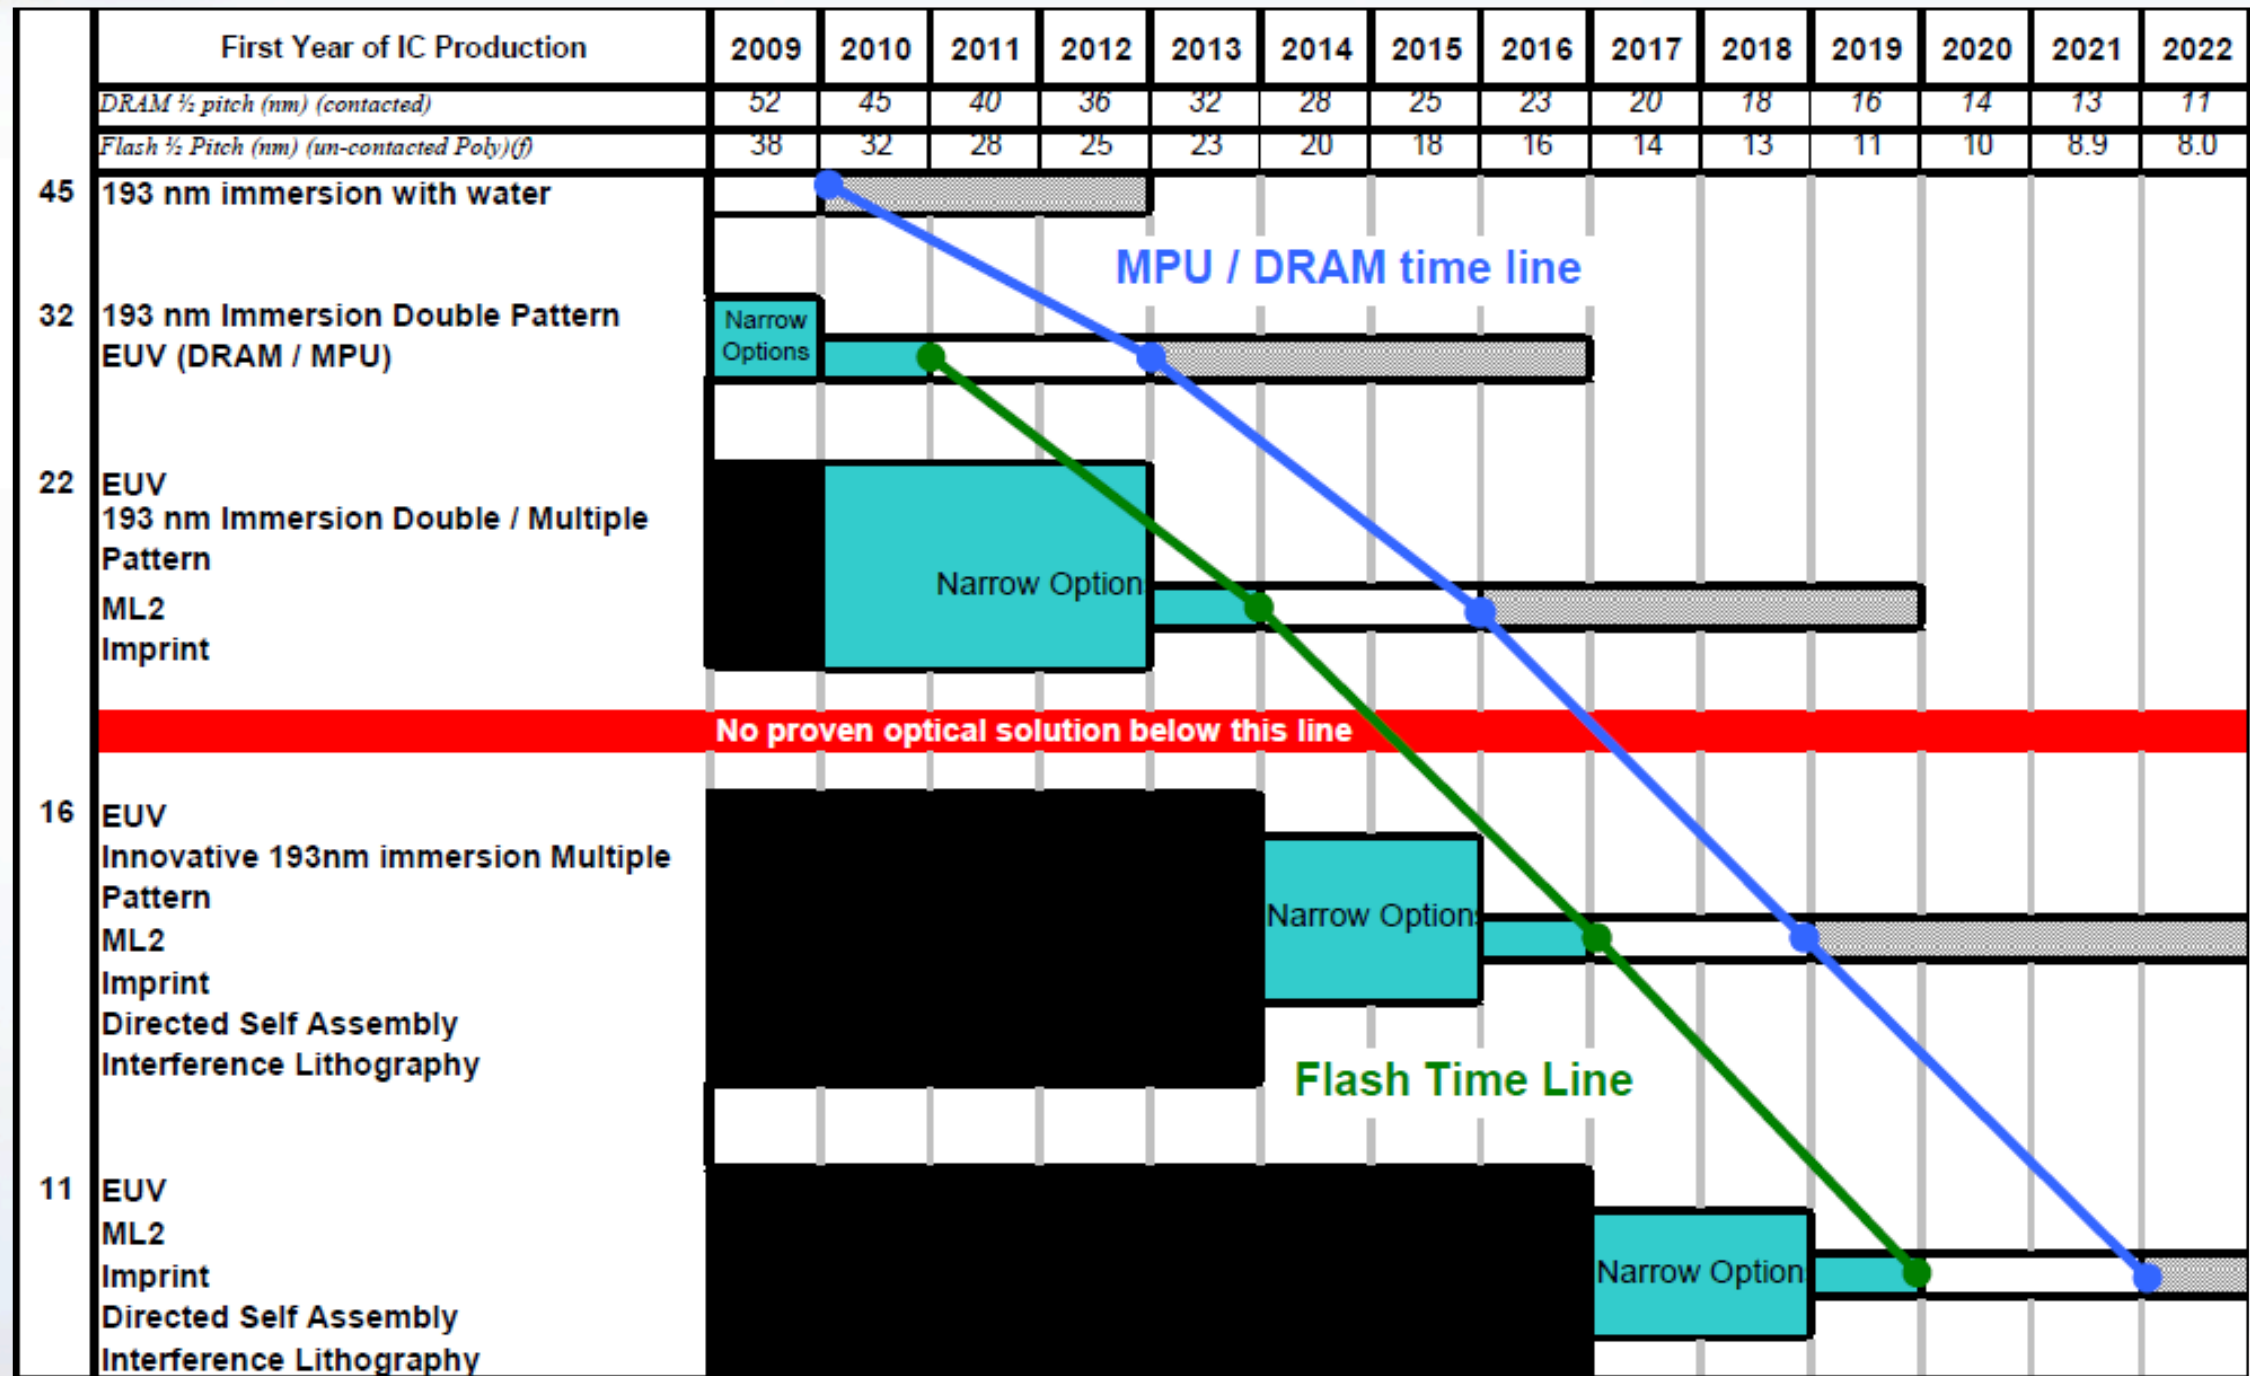 First Year of IC Production 2009 2010 2011 2012 2013 2014 2015 2016 2017 2018 2019 2020 2021 2022
DRAM ½ pitch (nm) (contacted) 52 45 40 36 32 28 25 23 20 18 16 14 13 11
Flash ½ Pitch (nm) (un-contacted Poly)(f) 38 32 28 25 23 20 18 16 14 13 11 10 8.9 8.0
45 193 nm immersion with water
MPU / DRAM time line
32 193 nm Immersion Double Pattern
EUV (DRAM / MPU)
Narrow
Options
22 EUV
193 nm Immersion Double / Multiple
Pattern
Narrow Option
ML2
Imprint
No proven optical solution below this line
16 EUV
Innovative 193nm immersion Multiple
Pattern
Narrow Options
ML2
Imprint
Directed Self Assembly
Interference Lithography
Flash Time Line
11 EUV
ML2
Imprint
Narrow Option
Directed Self Assembly
Interference Lithography